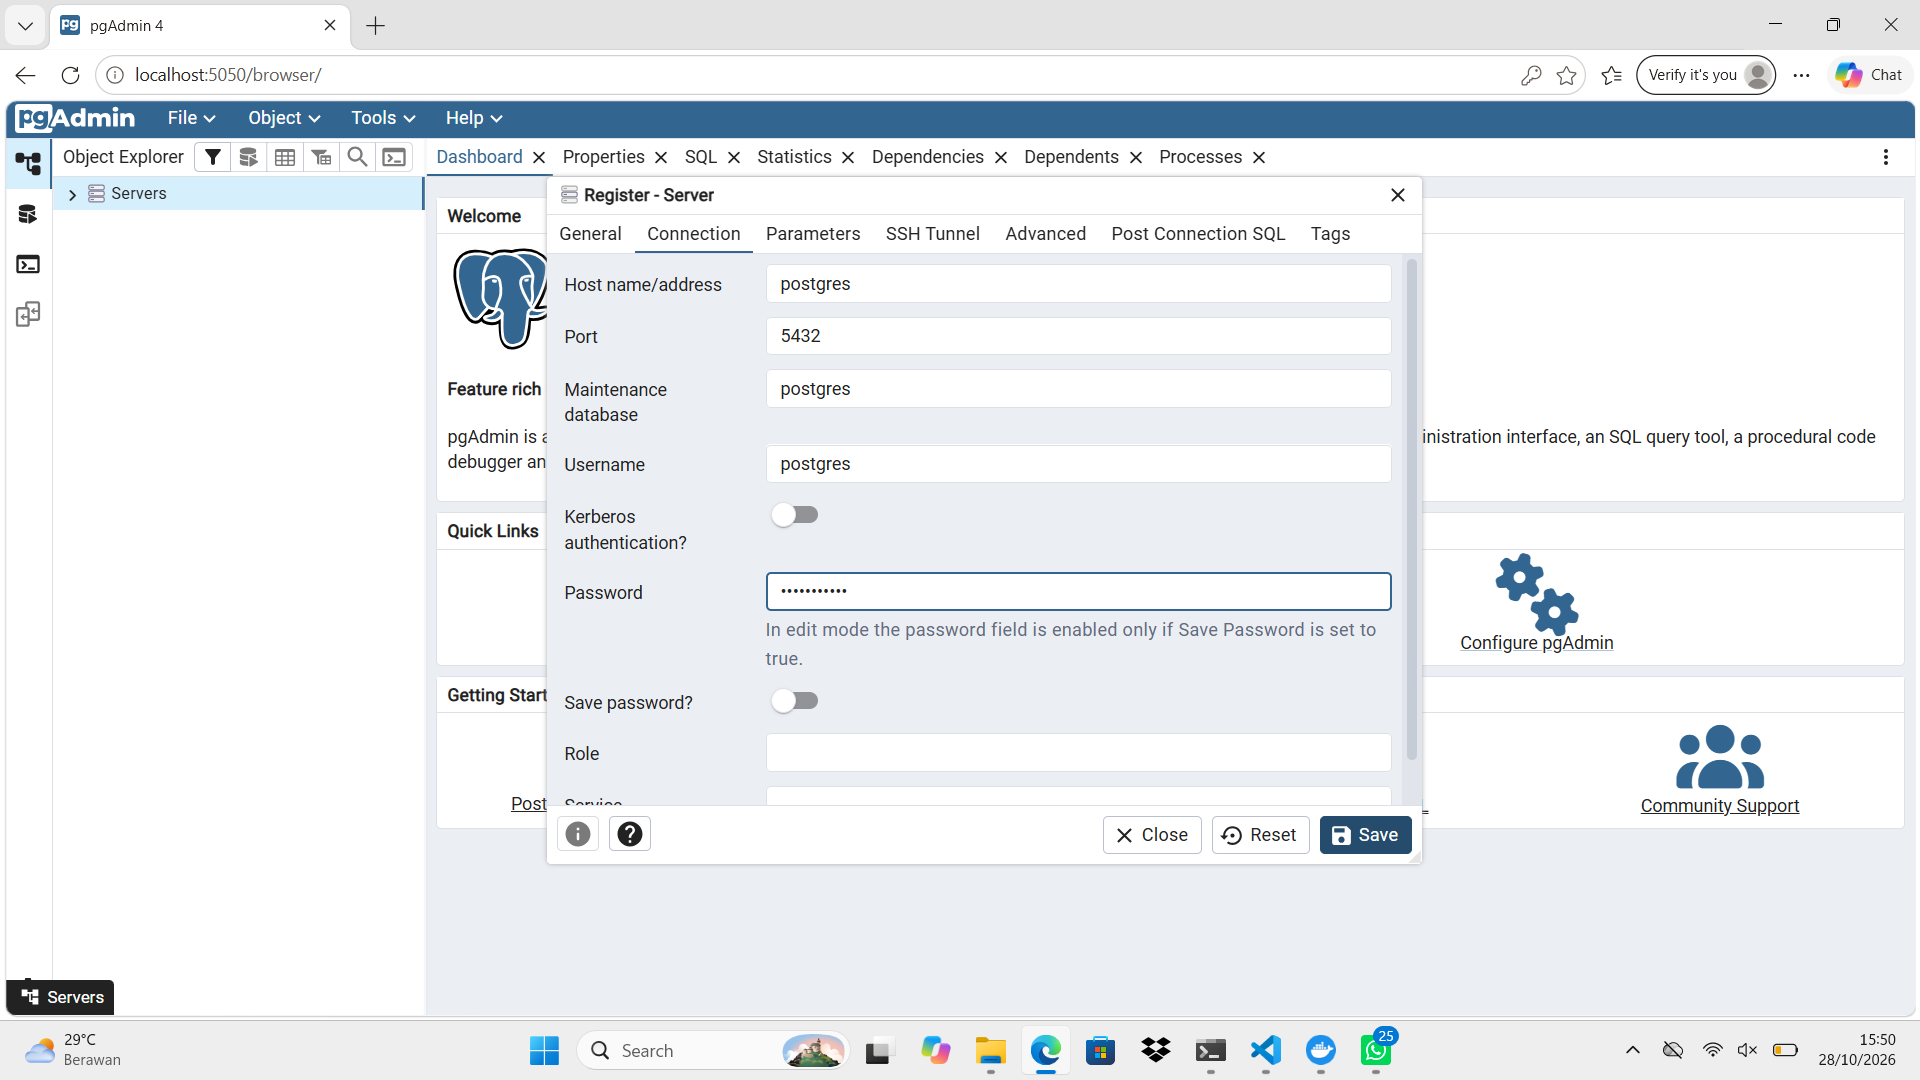 pgAdmin 4
localhost:5050/browser/
Verify it's you
Chat
pgAdmin
File
Object
Tools
Help
Object Explorer
Dashboard
Properties
SQL
Statistics
Dependencies
Dependents
Processes
Servers
Welcome
Register - Server
General
Connection
Parameters
SSH Tunnel
Advanced
Post Connection SQL
Tags
Host name/address
postgres
Port
5432
Maintenance
database
postgres
Username
postgres
Kerberos
authentication?
Password
•••••••••••
In edit mode the password field is enabled only if Save Password is set to
true.
Save password?
Role
Service
Close
Reset
Save
Feature rich
pgAdmin is a
inistration interface, an SQL query tool, a procedural code
debugger an
Quick Links
Configure pgAdmin
Getting Start
Post
Community Support
Servers
29°C
Berawan
Search
25
15:50
28/10/2026